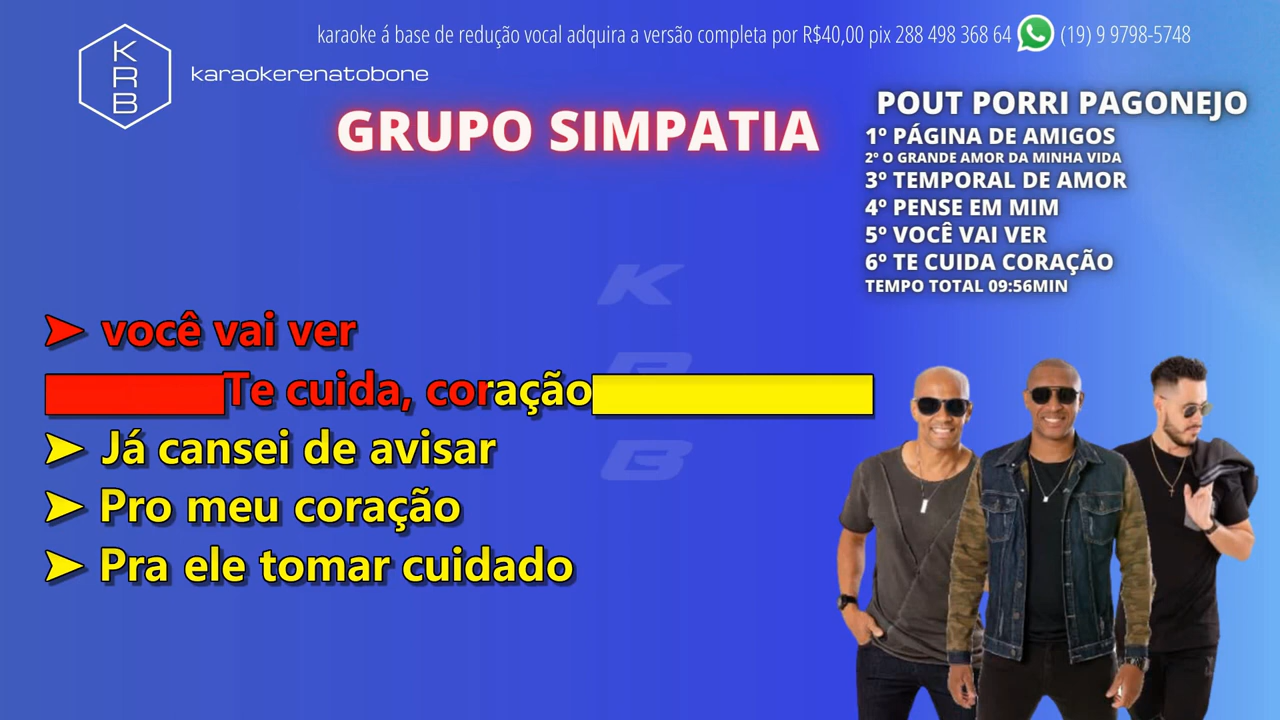 karaoke á base de redução vocal adquira a versão completa por R$40,00 pix 288 498 368 64 (19) 9 9798-5748
KRB
karaokerenatobone
GRUPO SIMPATIA
POUT PORRI PAGONEJO
1º PÁGINA DE AMIGOS
2º O GRANDE AMOR DA MINHA VIDA
3º TEMPORAL DE AMOR
4º PENSE EM MIM
5º VOCÊ VAI VER
6º TE CUIDA CORAÇÃO
TEMPO TOTAL 09:56MIN
KRB
➤ você vai ver
Te cuida, coração
➤ Já cansei de avisar
➤ Pro meu coração
➤ Pra ele tomar cuidado